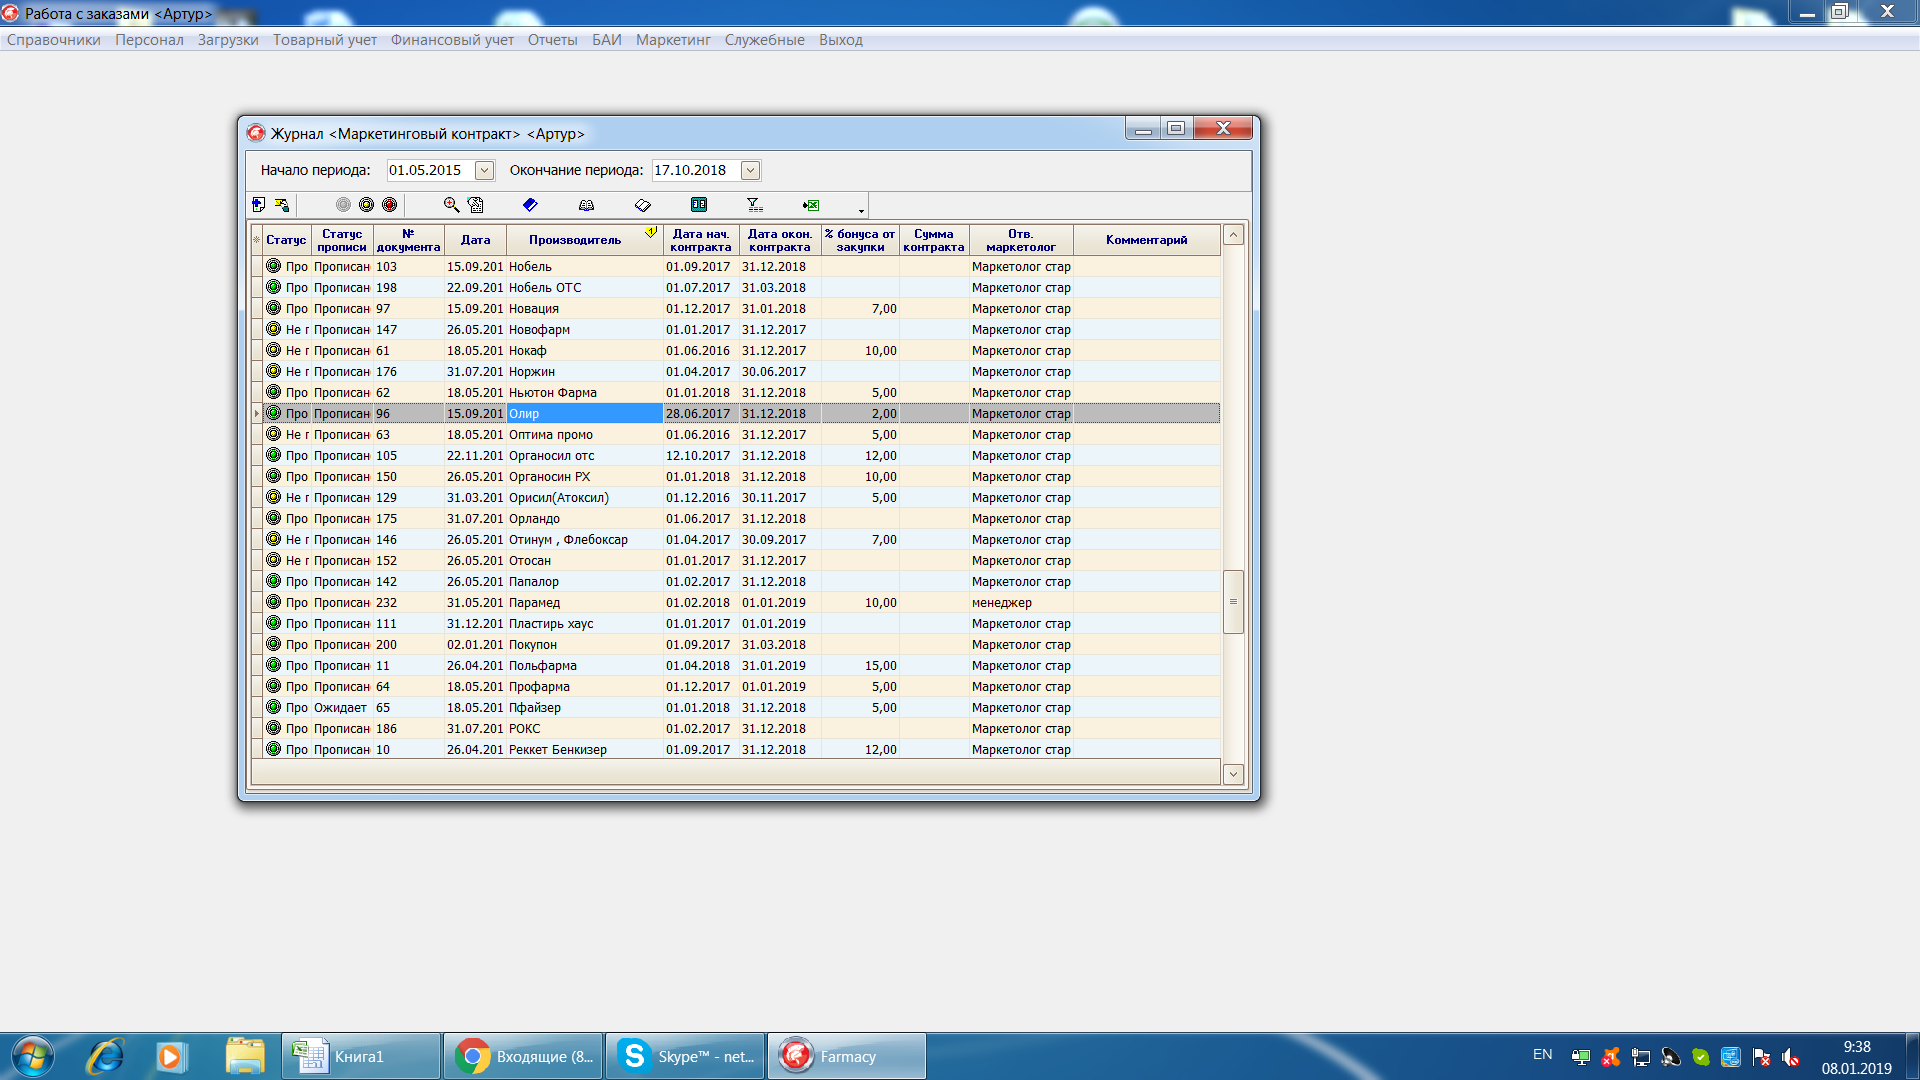 Работа с заказами <Артур>
Справочники Персонал Загрузки Товарный учет Финансовый учет Отчеты БАИ Маркетинг Служебные Выход
Журнал <Маркетинговый контракт> <Артур>
Начало периода: 01.05.2015 Окончание периода: 17.10.2018
Статус Статус прописи № документа Дата Производитель 1 Дата нач. контракта Дата окон. контракта % бонуса от закупки Сумма контракта Отв. маркетолог Комментарий
Про Прописан 103 15.09.201 Нобель 01.09.2017 31.12.2018 Маркетолог стар
Про Прописан 198 22.09.201 Нобель ОТС 01.07.2017 31.03.2018 Маркетолог стар
Про Прописан 97 15.09.201 Новация 01.12.2017 31.01.2018 7,00 Маркетолог стар
Не г Прописан 147 26.05.201 Новофарм 01.01.2017 31.12.2017 Маркетолог стар
Не г Прописан 61 18.05.201 Нокаф 01.06.2016 31.12.2017 10,00 Маркетолог стар
Не г Прописан 176 31.07.201 Норжин 01.04.2017 30.06.2017 Маркетолог стар
Про Прописан 62 18.05.201 Ньютон Фарма 01.01.2018 31.12.2018 5,00 Маркетолог стар
Про Прописан 96 15.09.201 Олир 28.06.2017 31.12.2018 2,00 Маркетолог стар
Не г Прописан 63 18.05.201 Оптима промо 01.06.2016 31.12.2017 5,00 Маркетолог стар
Про Прописан 105 22.11.201 Органосил отс 12.10.2017 31.12.2018 12,00 Маркетолог стар
Про Прописан 150 26.05.201 Органосин РХ 01.01.2018 31.12.2018 10,00 Маркетолог стар
Не г Прописан 129 31.03.201 Орисил(Атоксил) 01.12.2016 30.11.2017 5,00 Маркетолог стар
Про Прописан 175 31.07.201 Орландо 01.06.2017 31.12.2018 Маркетолог стар
Не г Прописан 146 26.05.201 Отинум , Флебоксар 01.04.2017 30.09.2017 7,00 Маркетолог стар
Не г Прописан 152 26.05.201 Отосан 01.01.2017 31.12.2017 Маркетолог стар
Про Прописан 142 26.05.201 Папалор 01.02.2017 31.12.2018 Маркетолог стар
Про Прописан 232 31.05.201 Парамед 01.02.2018 01.01.2019 10,00 менеджер
Про Прописан 111 31.12.201 Пластирь хаус 01.01.2017 01.01.2019 Маркетолог стар
Про Прописан 200 02.01.201 Покупон 01.09.2017 31.03.2018 Маркетолог стар
Про Прописан 11 26.04.201 Польфарма 01.04.2018 31.01.2019 15,00 Маркетолог стар
Про Прописан 64 18.05.201 Профарма 01.12.2017 01.01.2019 5,00 Маркетолог стар
Про Ожидает 65 18.05.201 Пфайзер 01.01.2018 31.12.2018 5,00 Маркетолог стар
Про Прописан 186 31.07.201 РОКС 01.02.2017 31.12.2018 Маркетолог стар
Про Прописан 10 26.04.201 Реккет Бенкизер 01.09.2017 31.12.2018 12,00 Маркетолог стар
Книга1 Входящие (8... Skype™ - net... Farmacy EN 9:38
08.01.2019